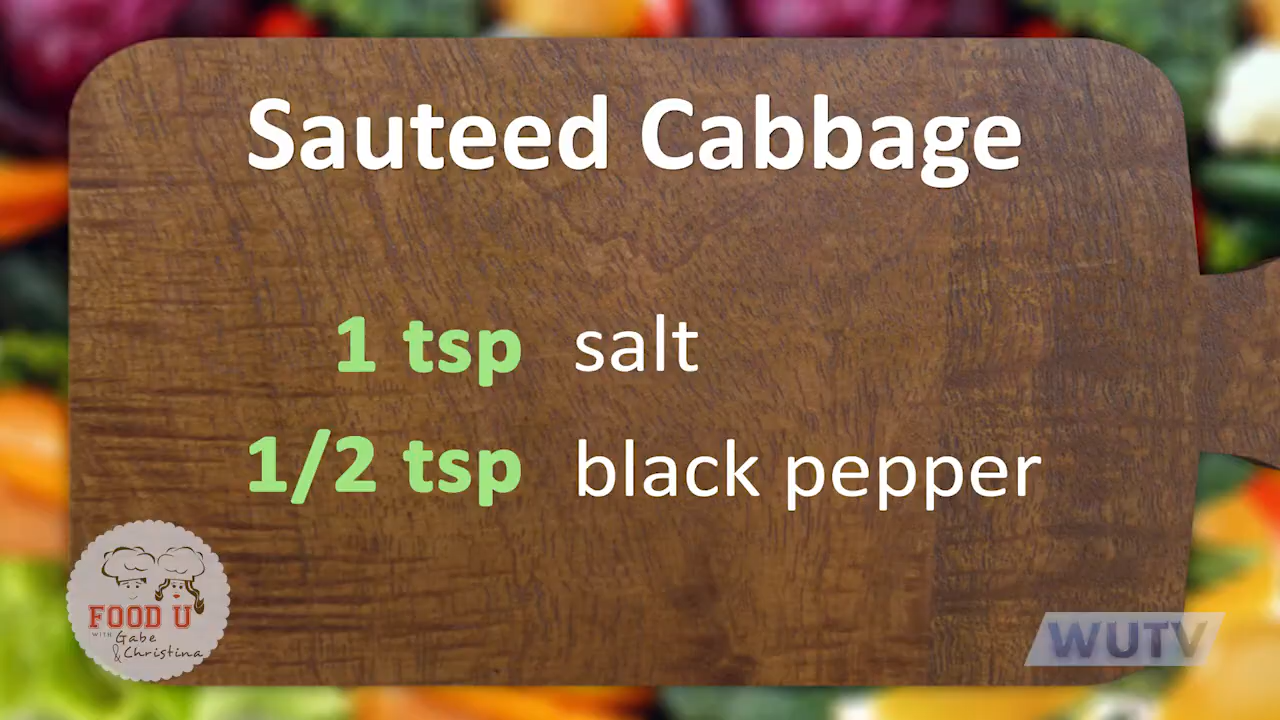 Sauteed Cabbage
1 tsp salt
1/2 tsp black pepper
FOOD U
WITH Gabe
& Christina
WUTV